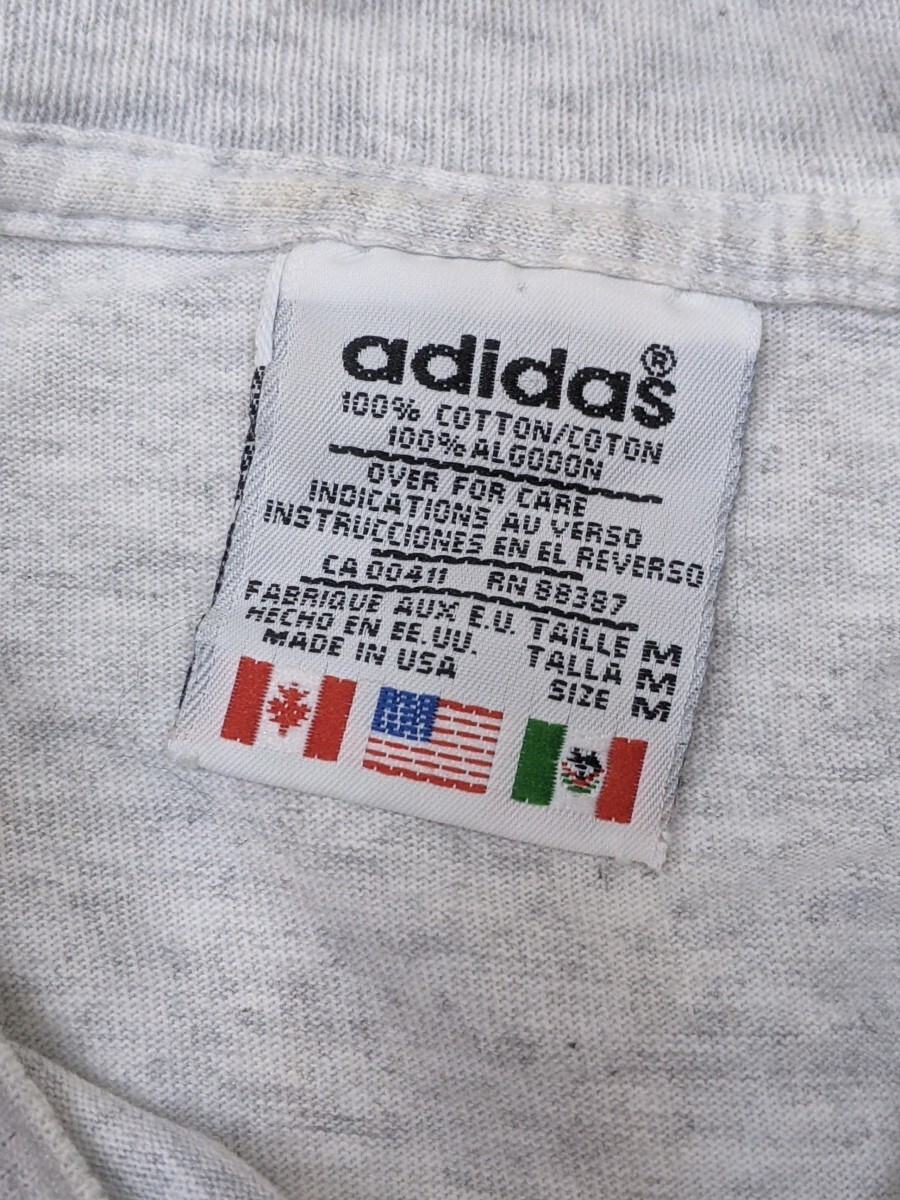 adidas®
100% COTTON/COTON
100% ALGODON
OVER FOR CARE
INDICATIONS AU VERSO
INSTRUCCIONES EN EL REVERSO
CA 00411 RN 88387
FABRIQUE AUX E.U. TAILLE M
HECHO EN EE.UU. TALLA M
MADE IN USA SIZE M